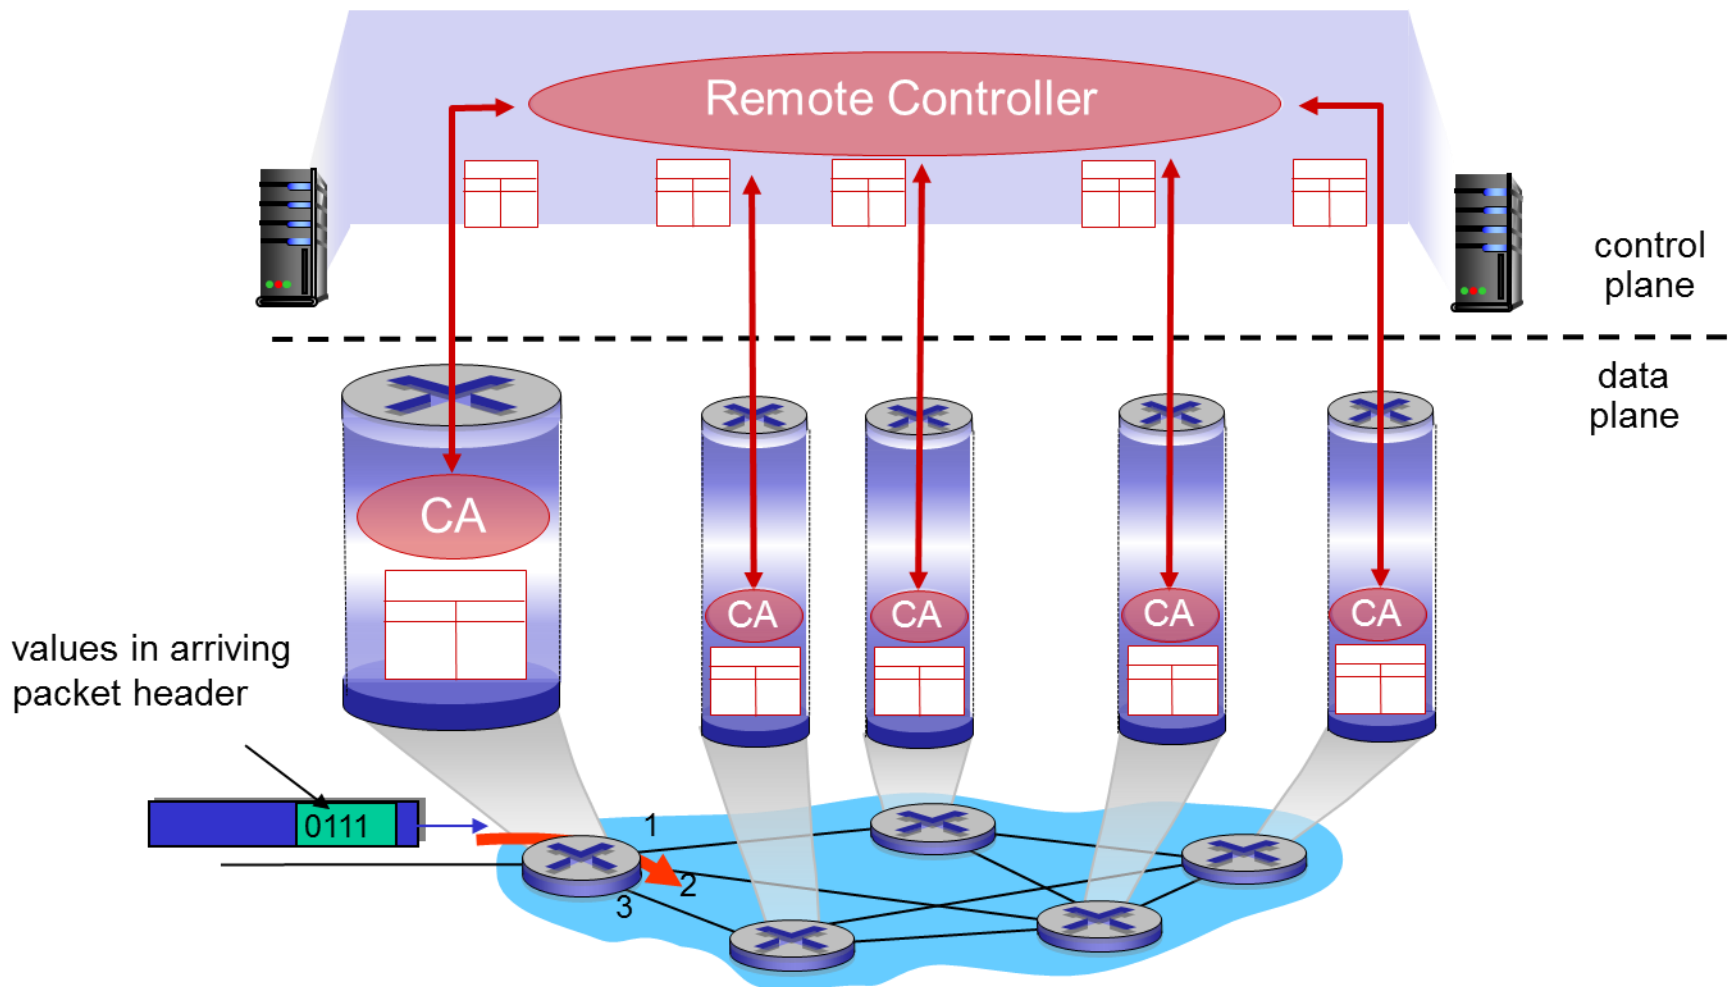 Remote Controller
control
plane
data
plane
CA
CA
CA
CA
CA
values in arriving
packet header
0111
1
2
3